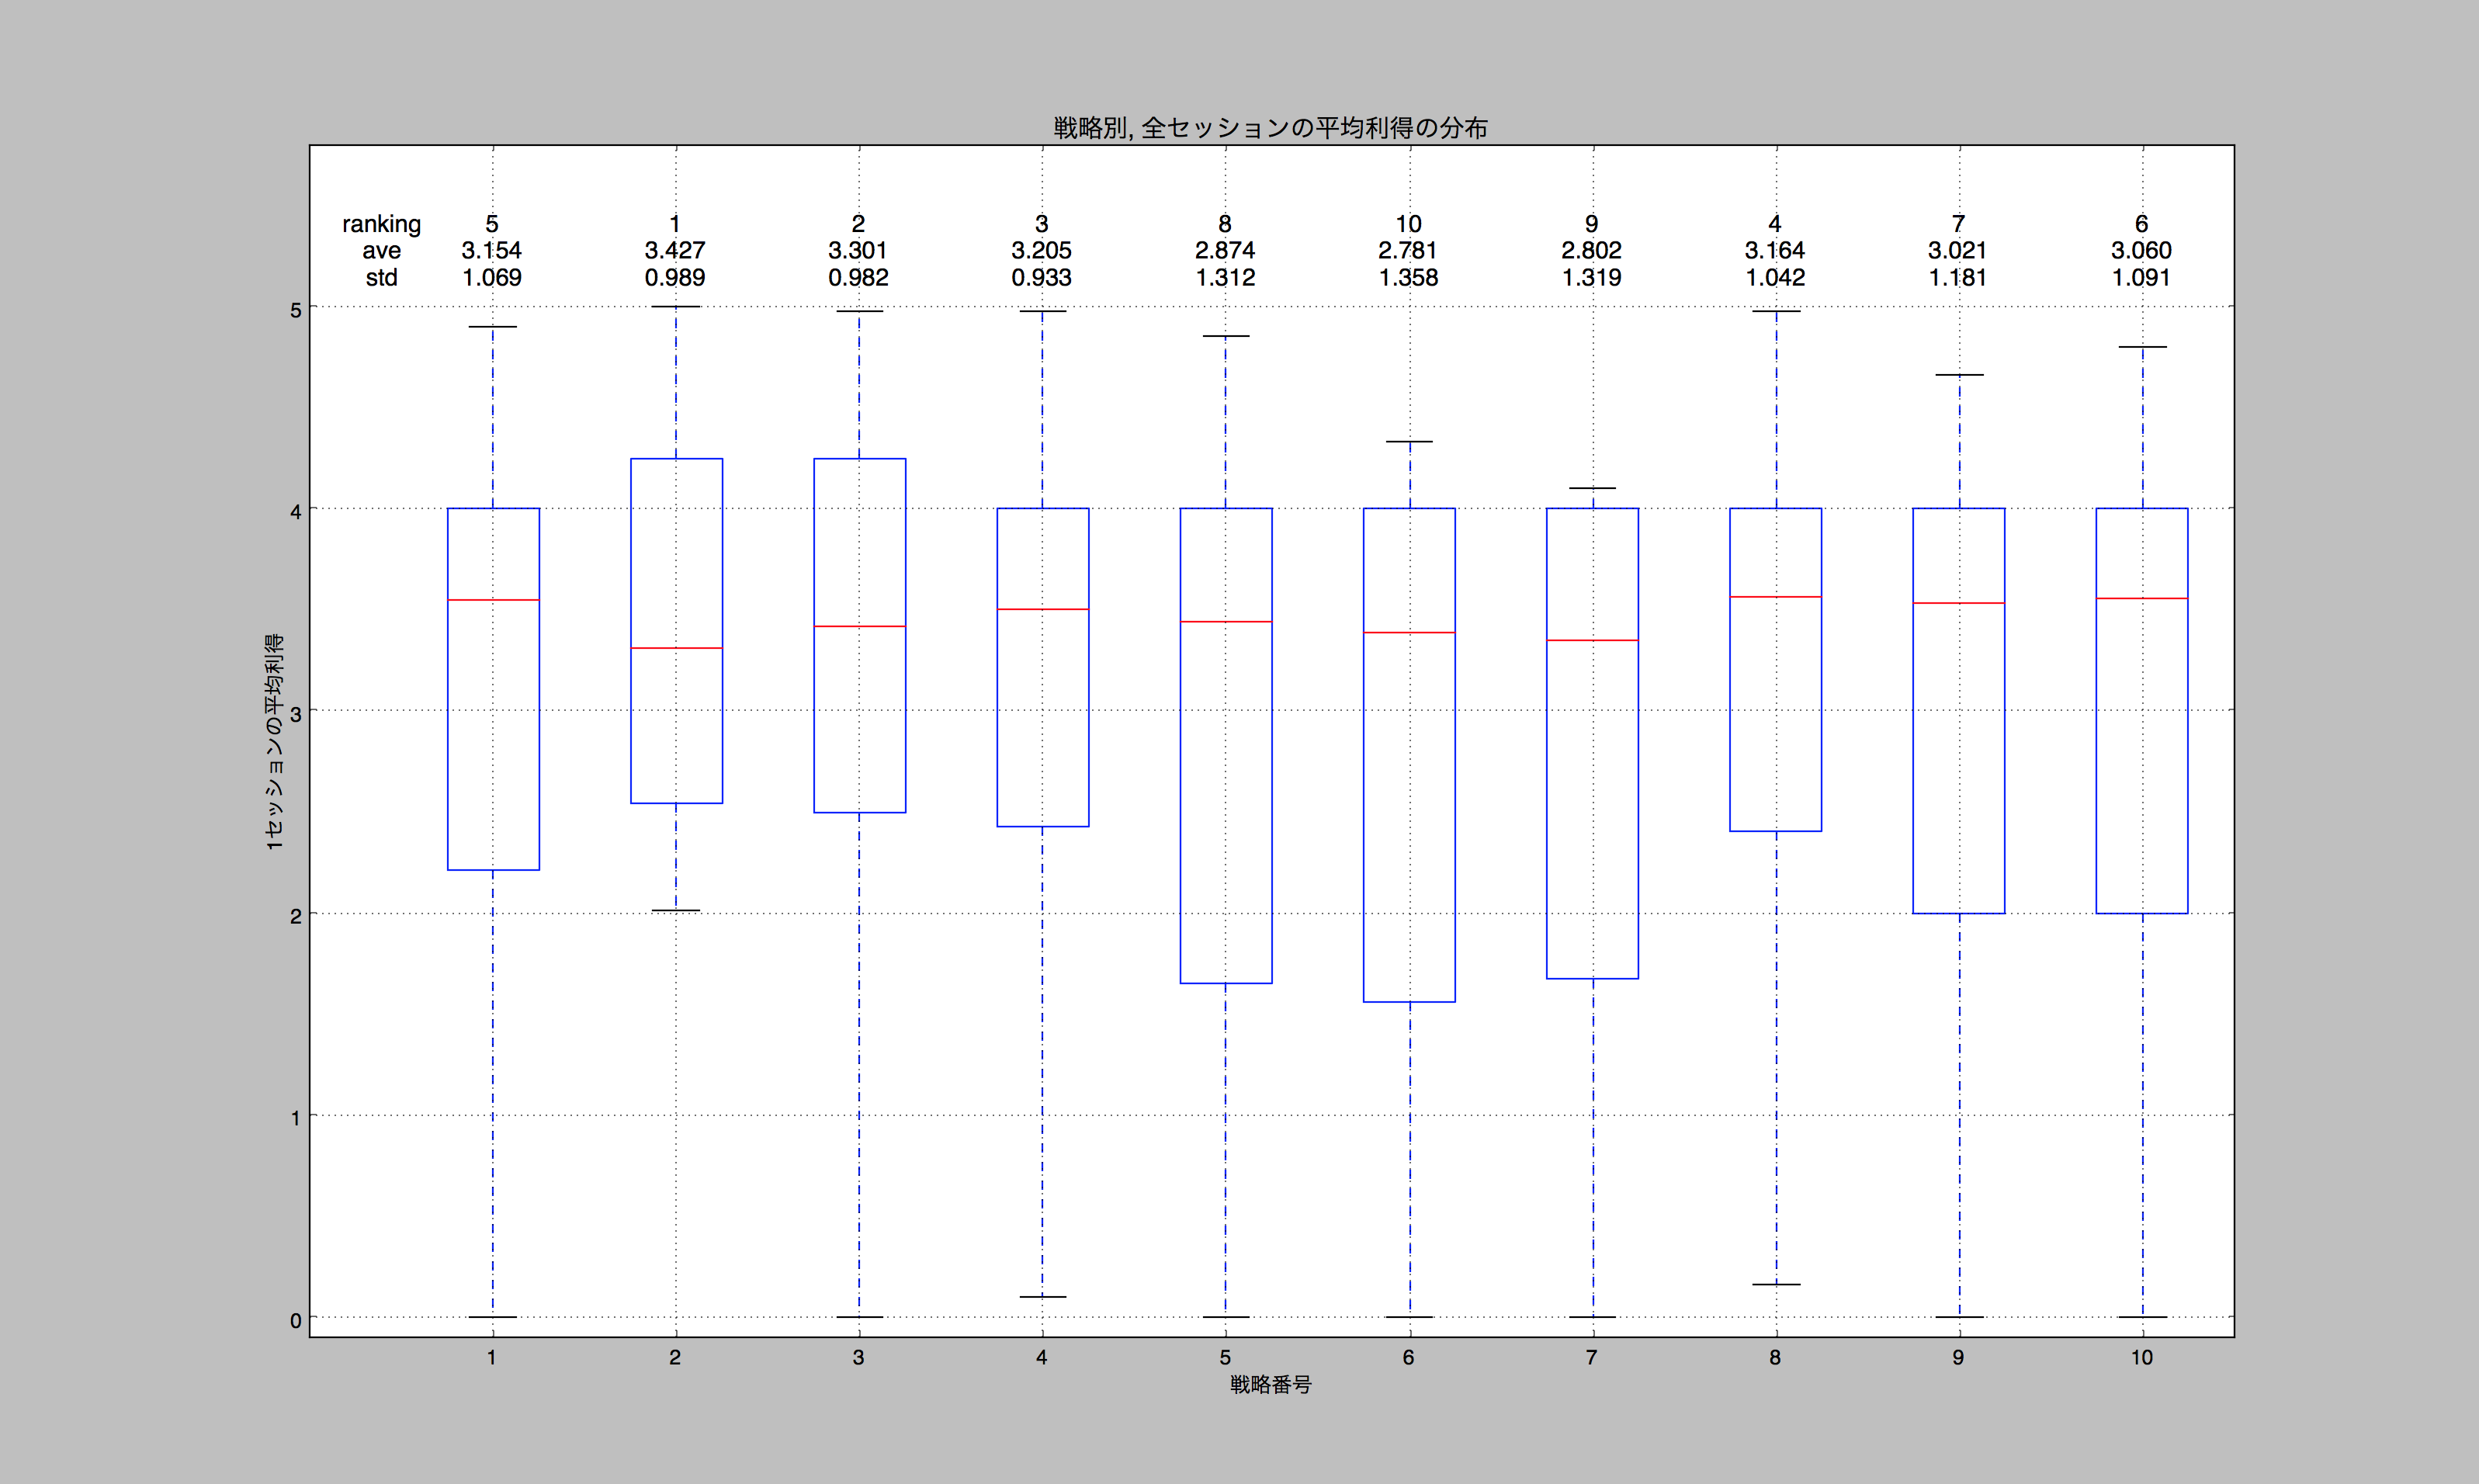 戦略別, 全セッションの平均利得の分布
ranking 5 1 2 3 8 10 9 4 7 6
ave 3.154 3.427 3.301 3.205 2.874 2.781 2.802 3.164 3.021 3.060
std 1.069 0.989 0.982 0.933 1.312 1.358 1.319 1.042 1.181 1.091
5
4
3
2
1
0
1セッションの平均利得
1 2 3 4 5 6 7 8 9 10
戦略番号